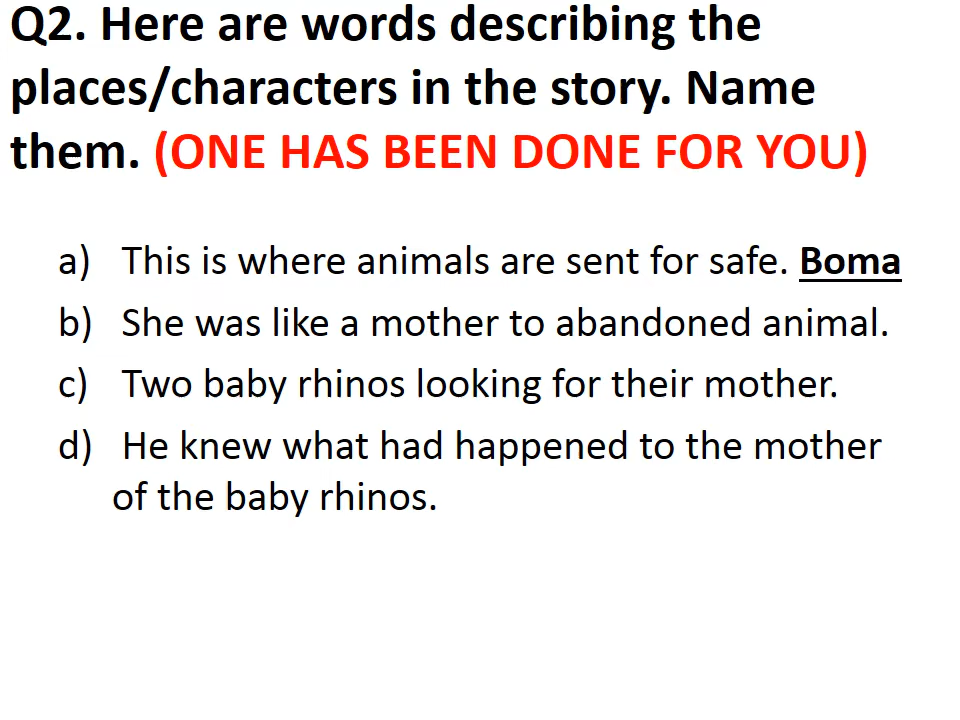 Q2. Here are words describing the
places/characters in the story. Name
them. (ONE HAS BEEN DONE FOR YOU)
a) This is where animals are sent for safe. Boma
b) She was like a mother to abandoned animal.
c) Two baby rhinos looking for their mother.
d) He knew what had happened to the mother
of the baby rhinos.